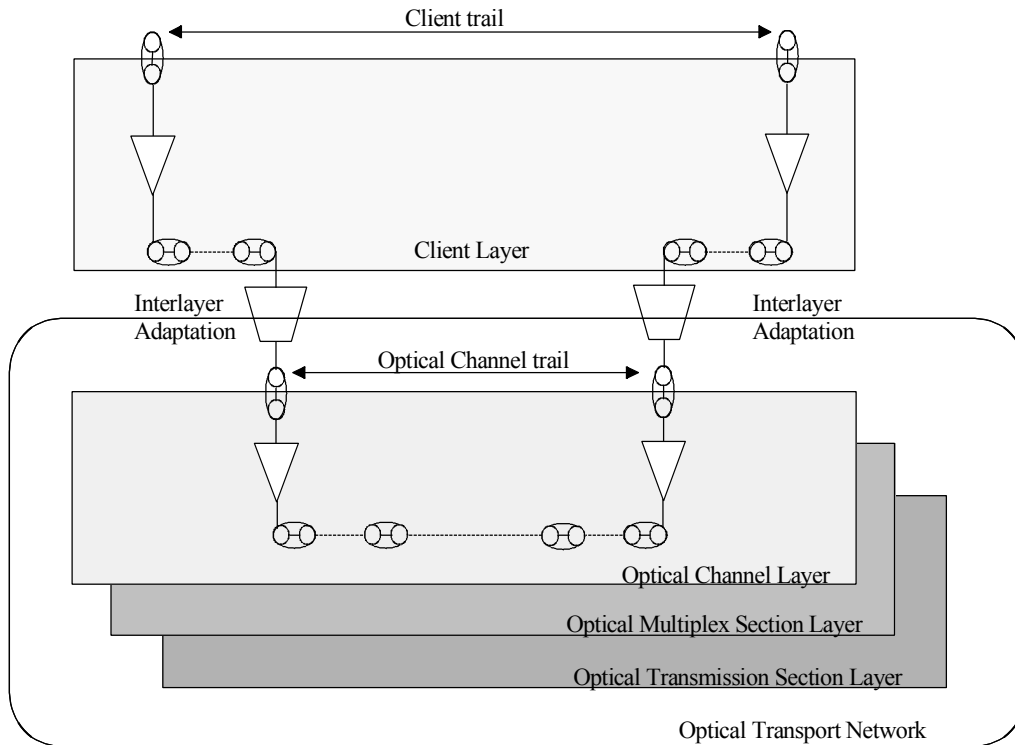 Client trail
Client Layer
Interlayer
Adaptation
Interlayer
Adaptation
Optical Channel trail
Optical Channel Layer
Optical Multiplex Section Layer
Optical Transmission Section Layer
Optical Transport Network